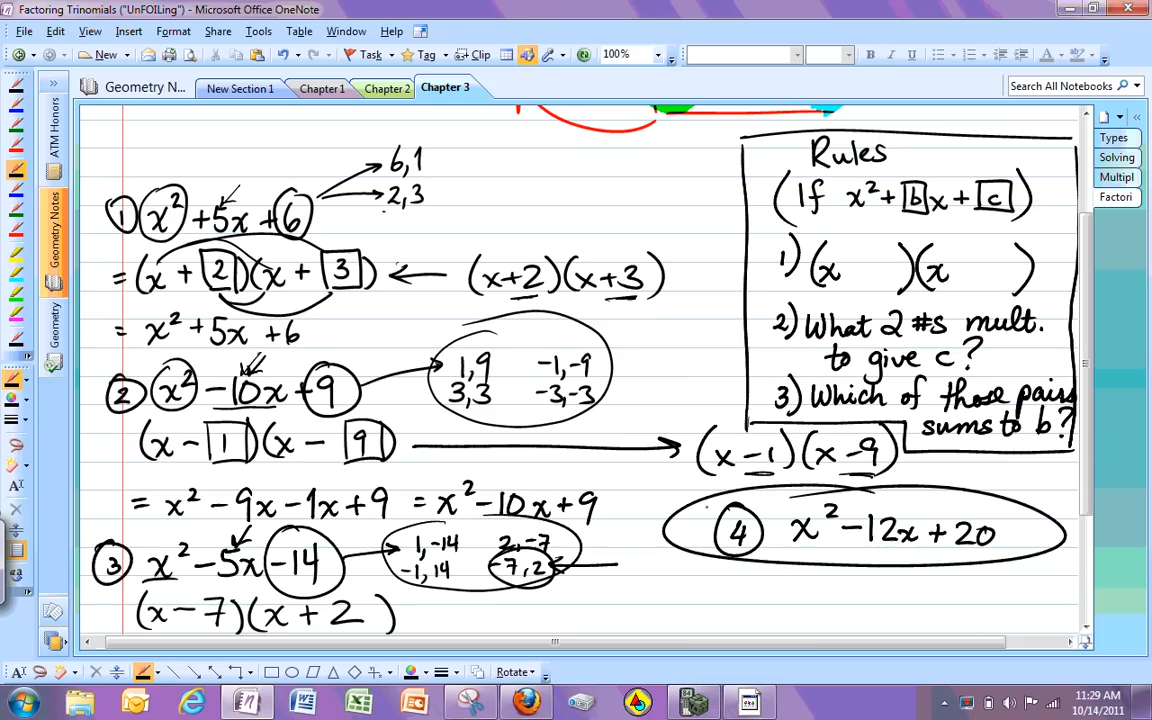 Factoring Trinomials ("UnFOILing") - Microsoft Office OneNote
File Edit View Insert Format Share Tools Table Window Help
New Task Tag Clip 100% B I U
Geometry N... New Section 1 Chapter 1 Chapter 2 Chapter 3 Search All Notebooks
ATM Honors
Geometry Notes
Geometry
Types
Solving
Multipl
Factori
6,1
2,3
1) x² + 5x + 6
= (x + 2)(x + 3) ← (x+2)(x+3)
= x² + 5x + 6
2) x² - 10x + 9
1,9 -1,-9
3,3 -3,-3
(x - 1)(x - 9) → (x - 1)(x - 9)
= x² - 9x - 1x + 9 = x² - 10x + 9
3) x² - 5x - 14
1,-14 2,-7
-1,14 -7,2
(x - 7)(x + 2 )
Rules
(If x² + b x + c)
1) (x )(x )
2) What 2 #s mult.
to give c?
3) Which of those pairs
sums to b?
4 x² - 12x + 20
A Rotate
11:29 AM
10/14/2011